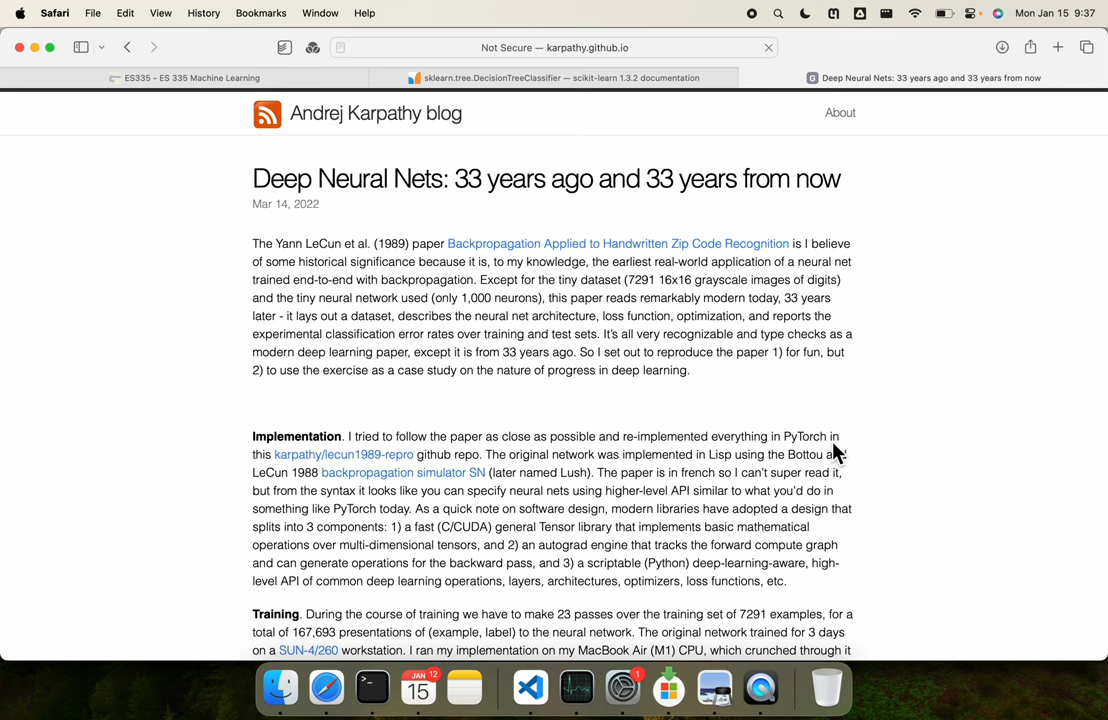 Safari File Edit View History Bookmarks Window Help Mon Jan 15 9:37
Not Secure — karpathy.github.io
ES335 - ES 335 Machine Learning
sklearn.tree.DecisionTreeClassifier — scikit-learn 1.3.2 documentation
G Deep Neural Nets: 33 years ago and 33 years from now
Andrej Karpathy blog
About
Deep Neural Nets: 33 years ago and 33 years from now
Mar 14, 2022
The Yann LeCun et al. (1989) paper Backpropagation Applied to Handwritten Zip Code Recognition is I believe
of some historical significance because it is, to my knowledge, the earliest real-world application of a neural net
trained end-to-end with backpropagation. Except for the tiny dataset (7291 16x16 grayscale images of digits)
and the tiny neural network used (only 1,000 neurons), this paper reads remarkably modern today, 33 years
later - it lays out a dataset, describes the neural net architecture, loss function, optimization, and reports the
experimental classification error rates over training and test sets. It's all very recognizable and type checks as a
modern deep learning paper, except it is from 33 years ago. So I set out to reproduce the paper 1) for fun, but
2) to use the exercise as a case study on the nature of progress in deep learning.
Implementation. I tried to follow the paper as close as possible and re-implemented everything in PyTorch in
this karpathy/lecun1989-repro github repo. The original network was implemented in Lisp using the Bottou
LeCun 1988 backpropagation simulator SN (later named Lush). The paper is in french so I can't super read it,
but from the syntax it looks like you can specify neural nets using higher-level API similar to what you'd do in
something like PyTorch today. As a quick note on software design, modern libraries have adopted a design that
splits into 3 components: 1) a fast (C/CUDA) general Tensor library that implements basic mathematical
operations over multi-dimensional tensors, and 2) an autograd engine that tracks the forward compute graph
and can generate operations for the backward pass, and 3) a scriptable (Python) deep-learning-aware, high-
level API of common deep learning operations, layers, architectures, optimizers, loss functions, etc.
Training. During the course of training we have to make 23 passes over the training set of 7291 examples, for a
total of 167,693 presentations of (example, label) to the neural network. The original network trained for 3 days
on a SUN-4/260 workstation. I ran my implementation on my MacBook Air (M1) CPU, which crunched through it
JAN 12
15
1